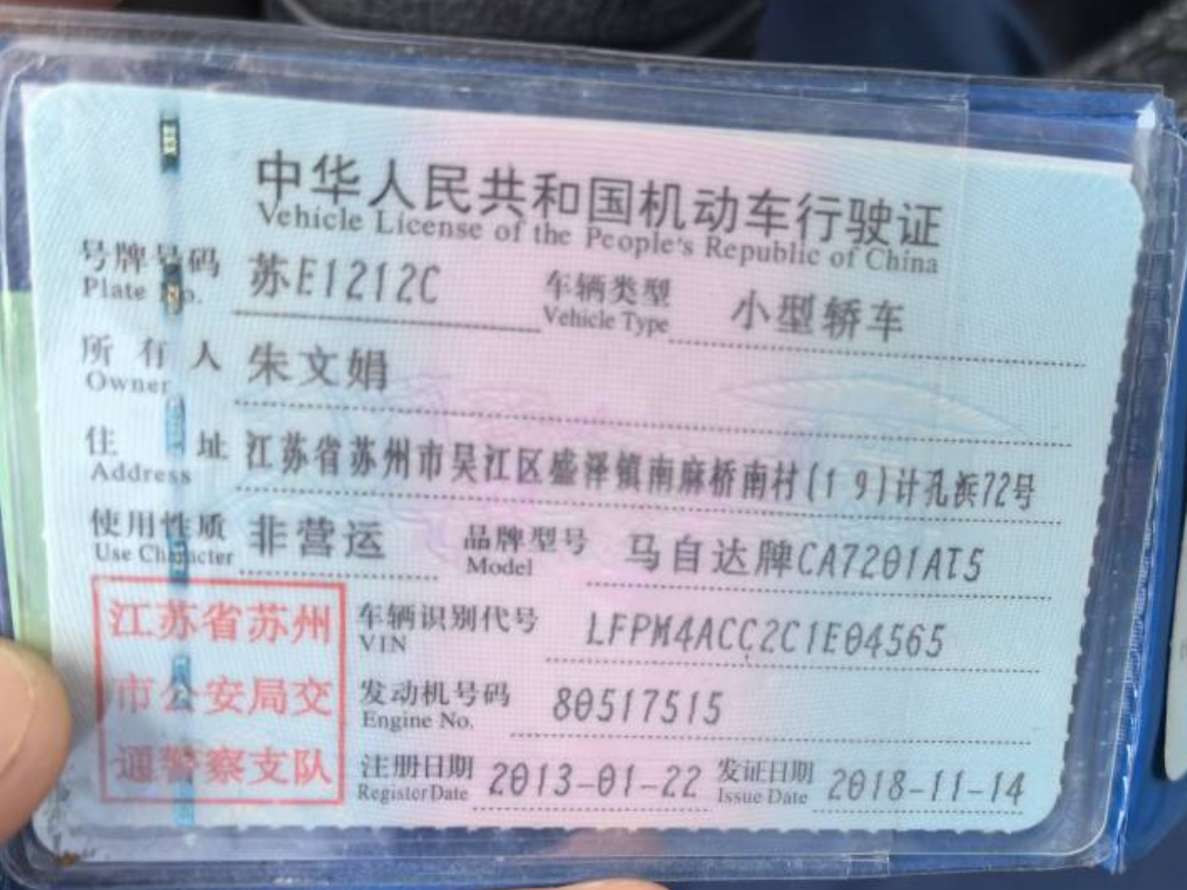 中华人民共和国机动车行驶证
Vehicle License of the People's Republic of China
号牌号码 苏E1212C 车辆类型 小型轿车
Plate No. Vehicle Type
所有人 朱文娟
Owner
住址 江苏省苏州市吴江区盛泽镇南麻桥南村(19)计孔浜72号
Address
使用性质 非营运 品牌型号 马自达牌CA7201AT5
Use Character Model
江苏省苏州
市公安局交
通警察支队
车辆识别代号 LFPM4ACC2C1E04565
VIN
发动机号码 80517515
Engine No.
注册日期 2013-01-22 发证日期 2018-11-14
Register Date Issue Date